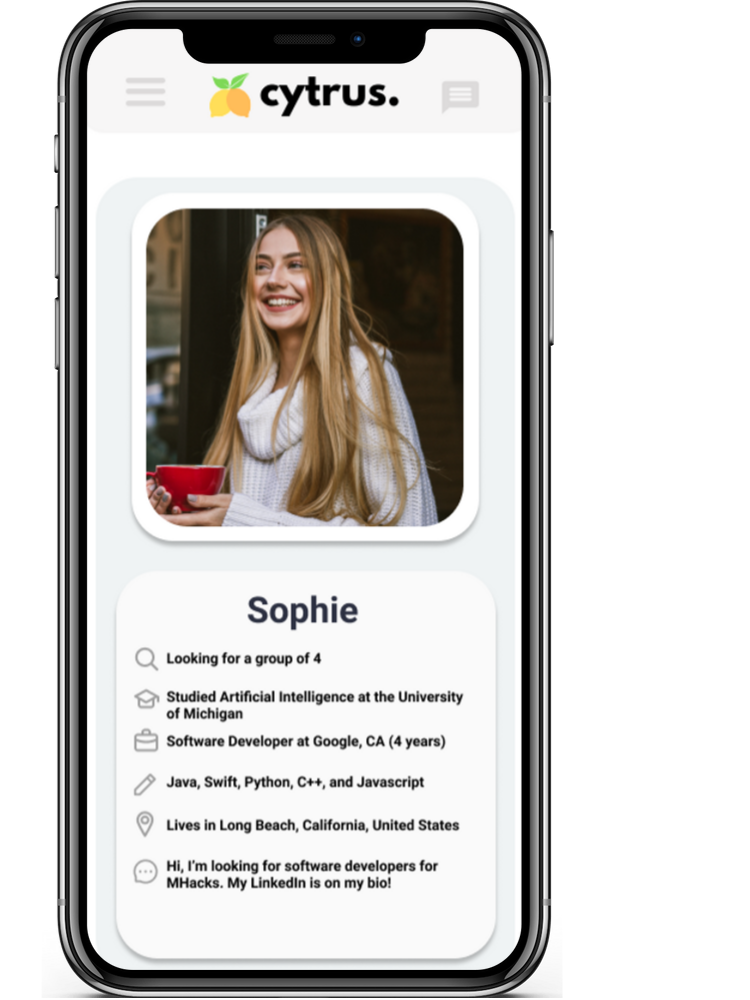 cytrus.
Sophie
Looking for a group of 4
Studied Artificial Intelligence at the University
of Michigan
Software Developer at Google, CA (4 years)
Java, Swift, Python, C++, and Javascript
Lives in Long Beach, California, United States
Hi, I'm looking for software developers for
MHacks. My LinkedIn is on my bio!